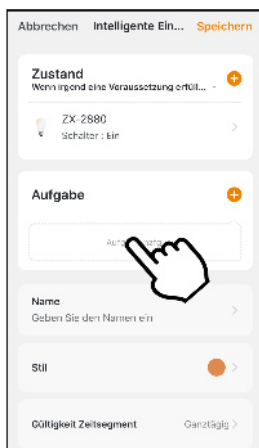 Abbrechen Intelligente Ein... Speichern
Zustand
Wenn irgend eine Voraussetzung erfüll...
ZX-2880
Schalter : Ein
Aufgabe
Name
Geben Sie den Namen ein
Stil
Gültigkeit Zeitsegment Ganztägig